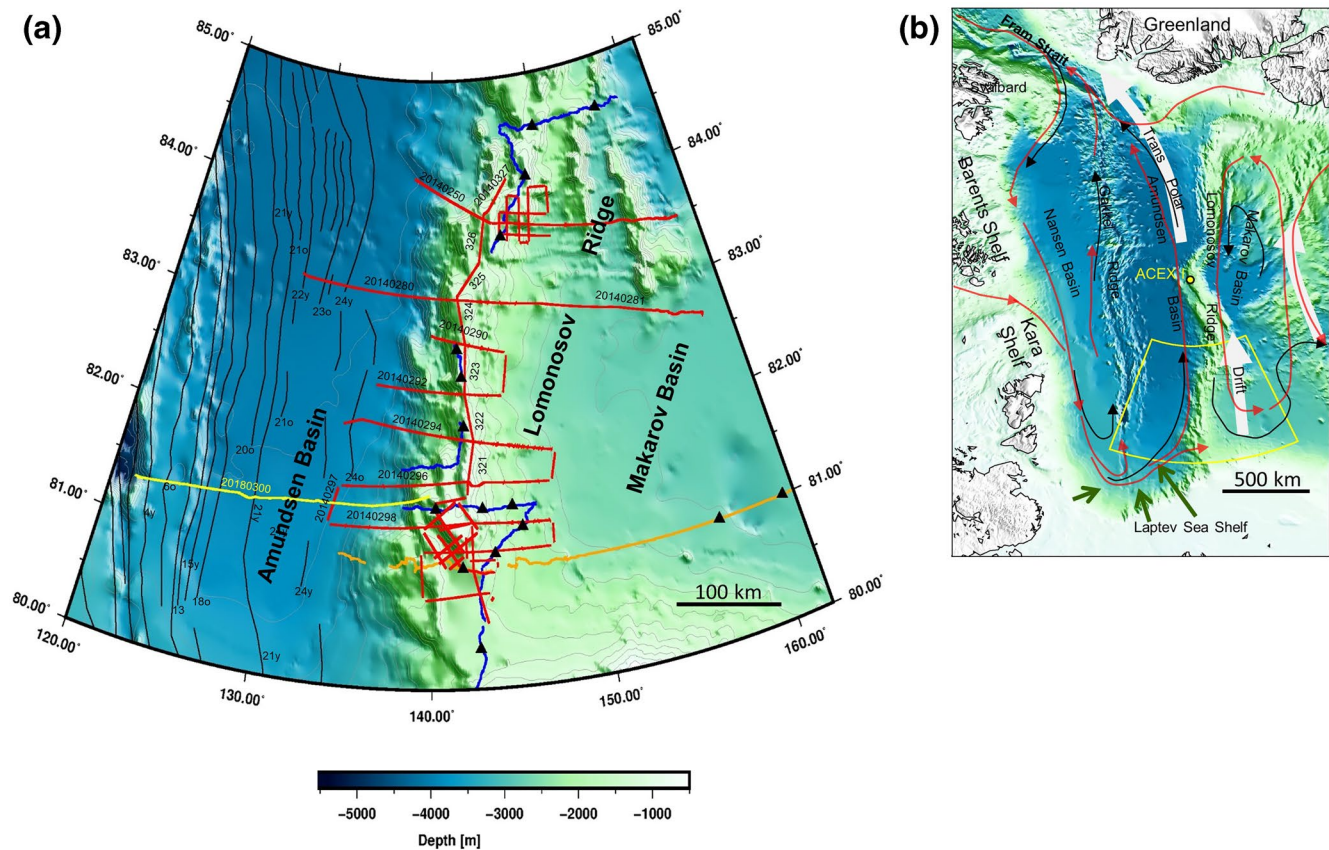 (a)
85.00°
85.00°
84.00°
84.00°
83.00°
83.00°
82.00°
82.00°
81.00°
81.00°
80.00°
80.00°
120.00°
130.00°
140.00°
150.00°
160.00°
20140250
20140327
326
325
324
323
322
321
20140280
20140281
20140290
20140292
20140294
20140296
20140297
20140298
20180300
21y
21o
22y
24y
23o
21o
20o
24o
21y
6o
15y
13
18o
24y
21y
Amundsen Basin
Lomonosov
Ridge
Makarov Basin
100 km
−5000
−4000
−3000
−2000
−1000
Depth [m]
(b)
Greenland
Fram Strait
Svalbard
Barents Shelf
Kara
Shelf
Nansen Basin
Gakkel
Ridge
Amundsen
Basin
Trans
Polar
Drift
Lomonosov
Ridge
Makarov
Basin
ACEX
500 km
Laptev Sea Shelf